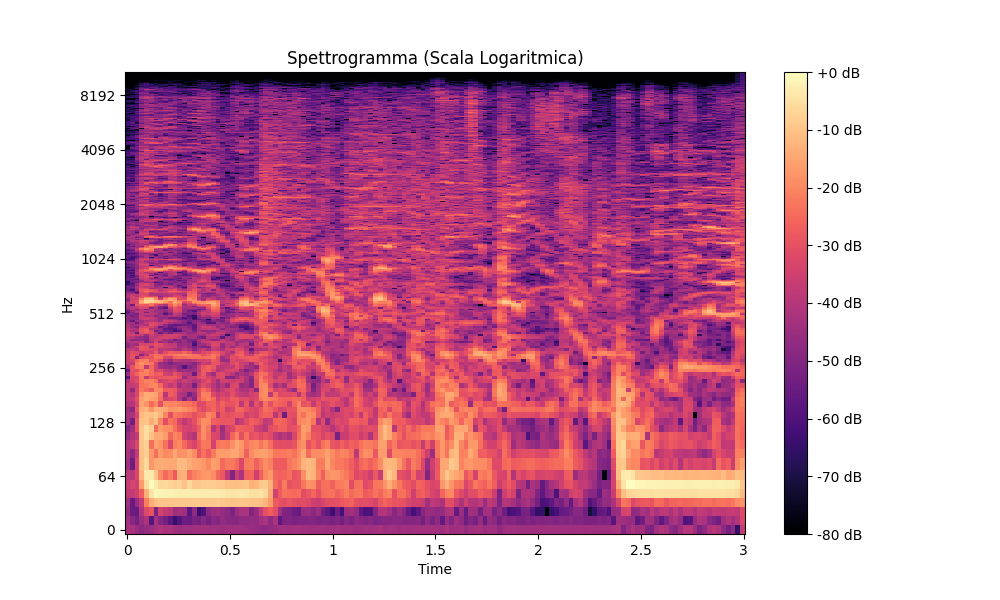 Spettrogramma (Scala Logaritmica)
Hz
8192
4096
2048
1024
512
256
128
64
0
0 0.5 1 1.5 2 2.5 3
Time
+0 dB
-10 dB
-20 dB
-30 dB
-40 dB
-50 dB
-60 dB
-70 dB
-80 dB